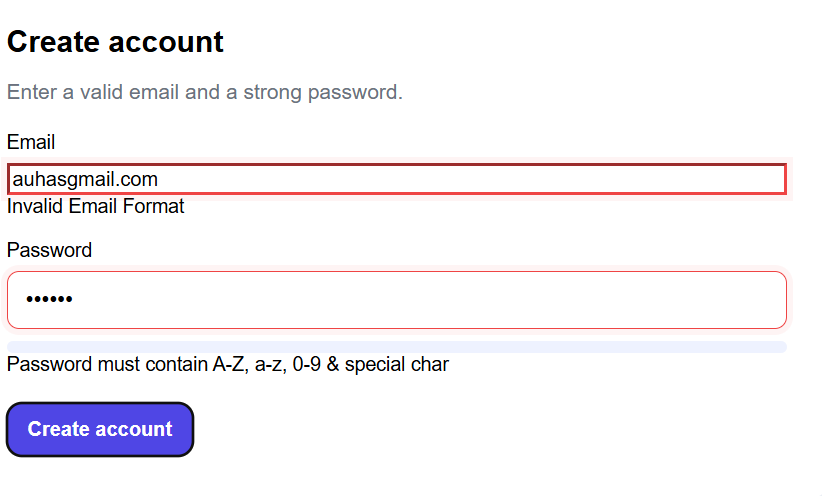 Create account
Enter a valid email and a strong password.
Email
auhasgmail.com
Invalid Email Format
Password
••••••
Password must contain A-Z, a-z, 0-9 & special char
Create account